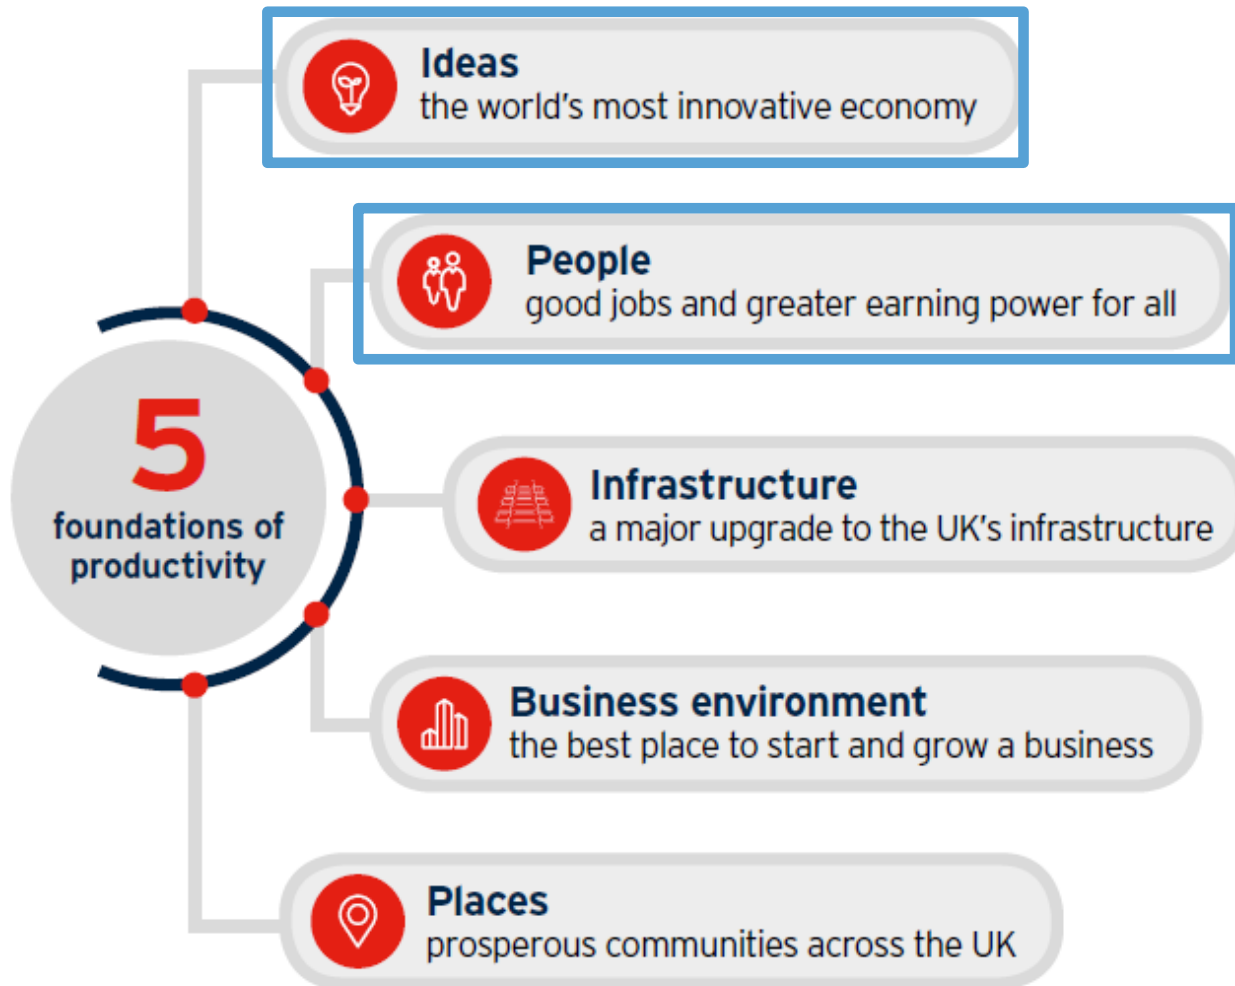 Ideas
the world's most innovative economy
People
good jobs and greater earning power for all
5
foundations of
productivity
Infrastructure
a major upgrade to the UK's infrastructure
Business environment
the best place to start and grow a business
Places
prosperous communities across the UK